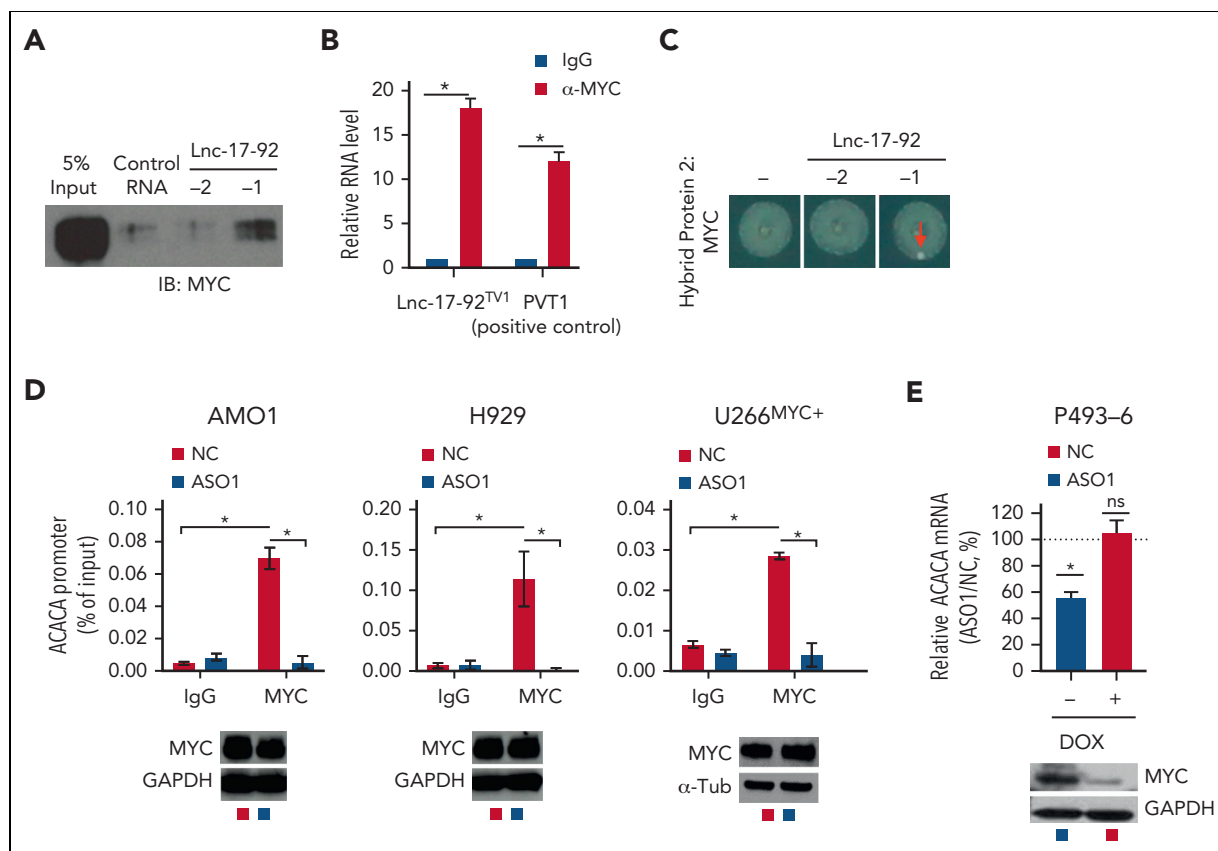 A
5% Input
Control RNA
Lnc-17-92
–2
–1
IB: MYC
B
IgG
α-MYC
Relative RNA level
20
15
10
5
0
*
*
Lnc-17-92TV1
PVT1
(positive control)
C
Lnc-17-92
–
–2
–1
Hybrid Protein 2:
MYC
D
AMO1
NC
ASO1
ACACA promoter
(% of input)
0.10
0.08
0.06
0.04
0.02
0.00
*
*
IgG
MYC
MYC
GAPDH
H929
NC
ASO1
0.20
0.15
0.10
0.05
0.00
*
*
IgG
MYC
MYC
GAPDH
U266MYC+
NC
ASO1
0.04
0.03
0.02
0.01
0.00
*
*
IgG
MYC
MYC
α-Tub
E
P493–6
NC
ASO1
Relative ACACA mRNA
(ASO1/NC, %)
120
100
80
60
40
20
0
*
ns
–
+
DOX
MYC
GAPDH